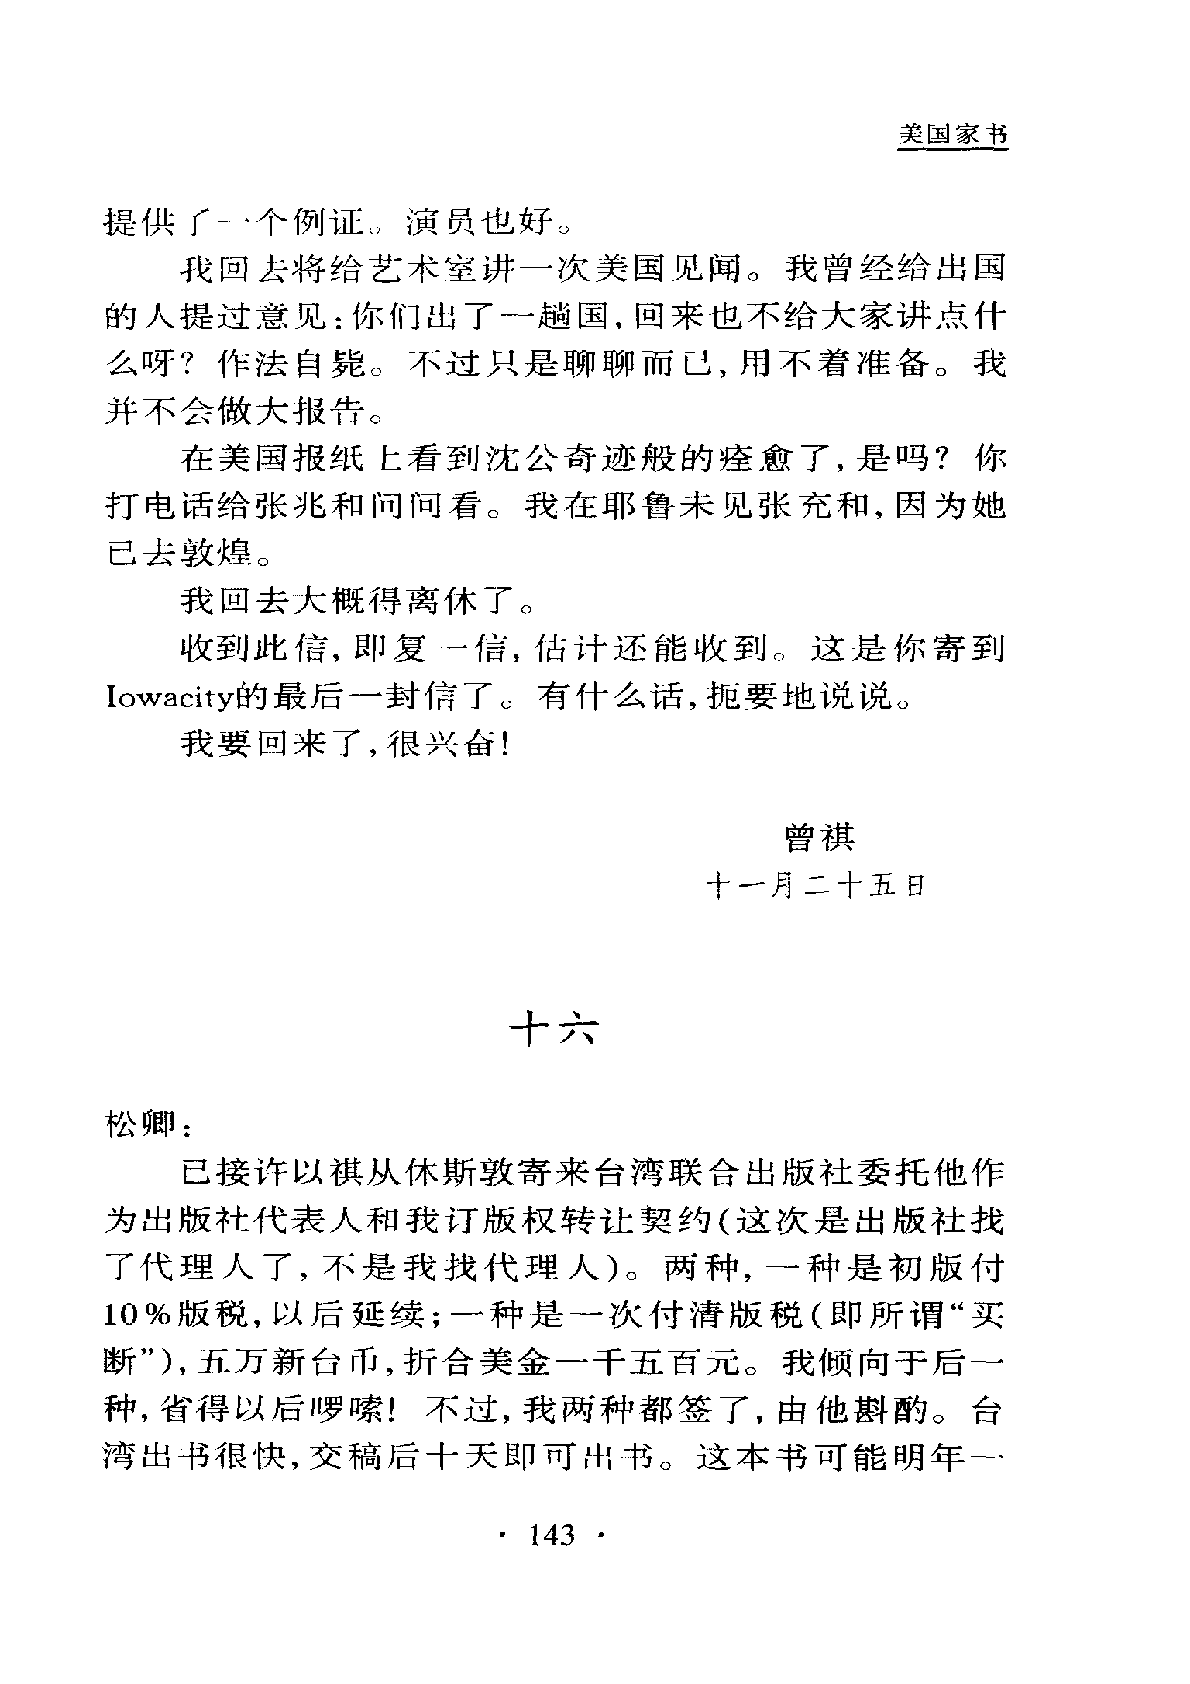 美国家书
提供了一个例证。演员也好。
我回去将给艺术室讲一次美国见闻。我曾经给出国
的人提过意见:你们出了一趟国,回来也不给大家讲点什
么呀?作法自毙。不过只是聊聊而已,用不着准备。我
并不会做大报告。
在美国报纸上看到沈公奇迹般的痊愈了,是吗?你
打电话给张兆和问问看。我在耶鲁未见张充和,因为她
已去敦煌。
我回去大概得离休了。
收到此信,即复一信,估计还能收到。这是你寄到
Iowacity的最后一封信了。有什么话,扼要地说说。
我要回来了,很兴奋!
曾祺
十一月二十五日
十六
松卿:
已接许以祺从休斯敦寄来台湾联合出版社委托他作
为出版社代表人和我订版权转让契约(这次是出版社找
了代理人了,不是我找代理人)。两种,一种是初版付
10%版税,以后延续;一种是一次付清版税(即所谓“买
断”),五万新台币,折合美金一千五百元。我倾向于后一
种,省得以后啰嗦!不过,我两种都签了,由他斟酌。台
湾出书很快,交稿后十天即可出书。这本书可能明年一
· 143 ·